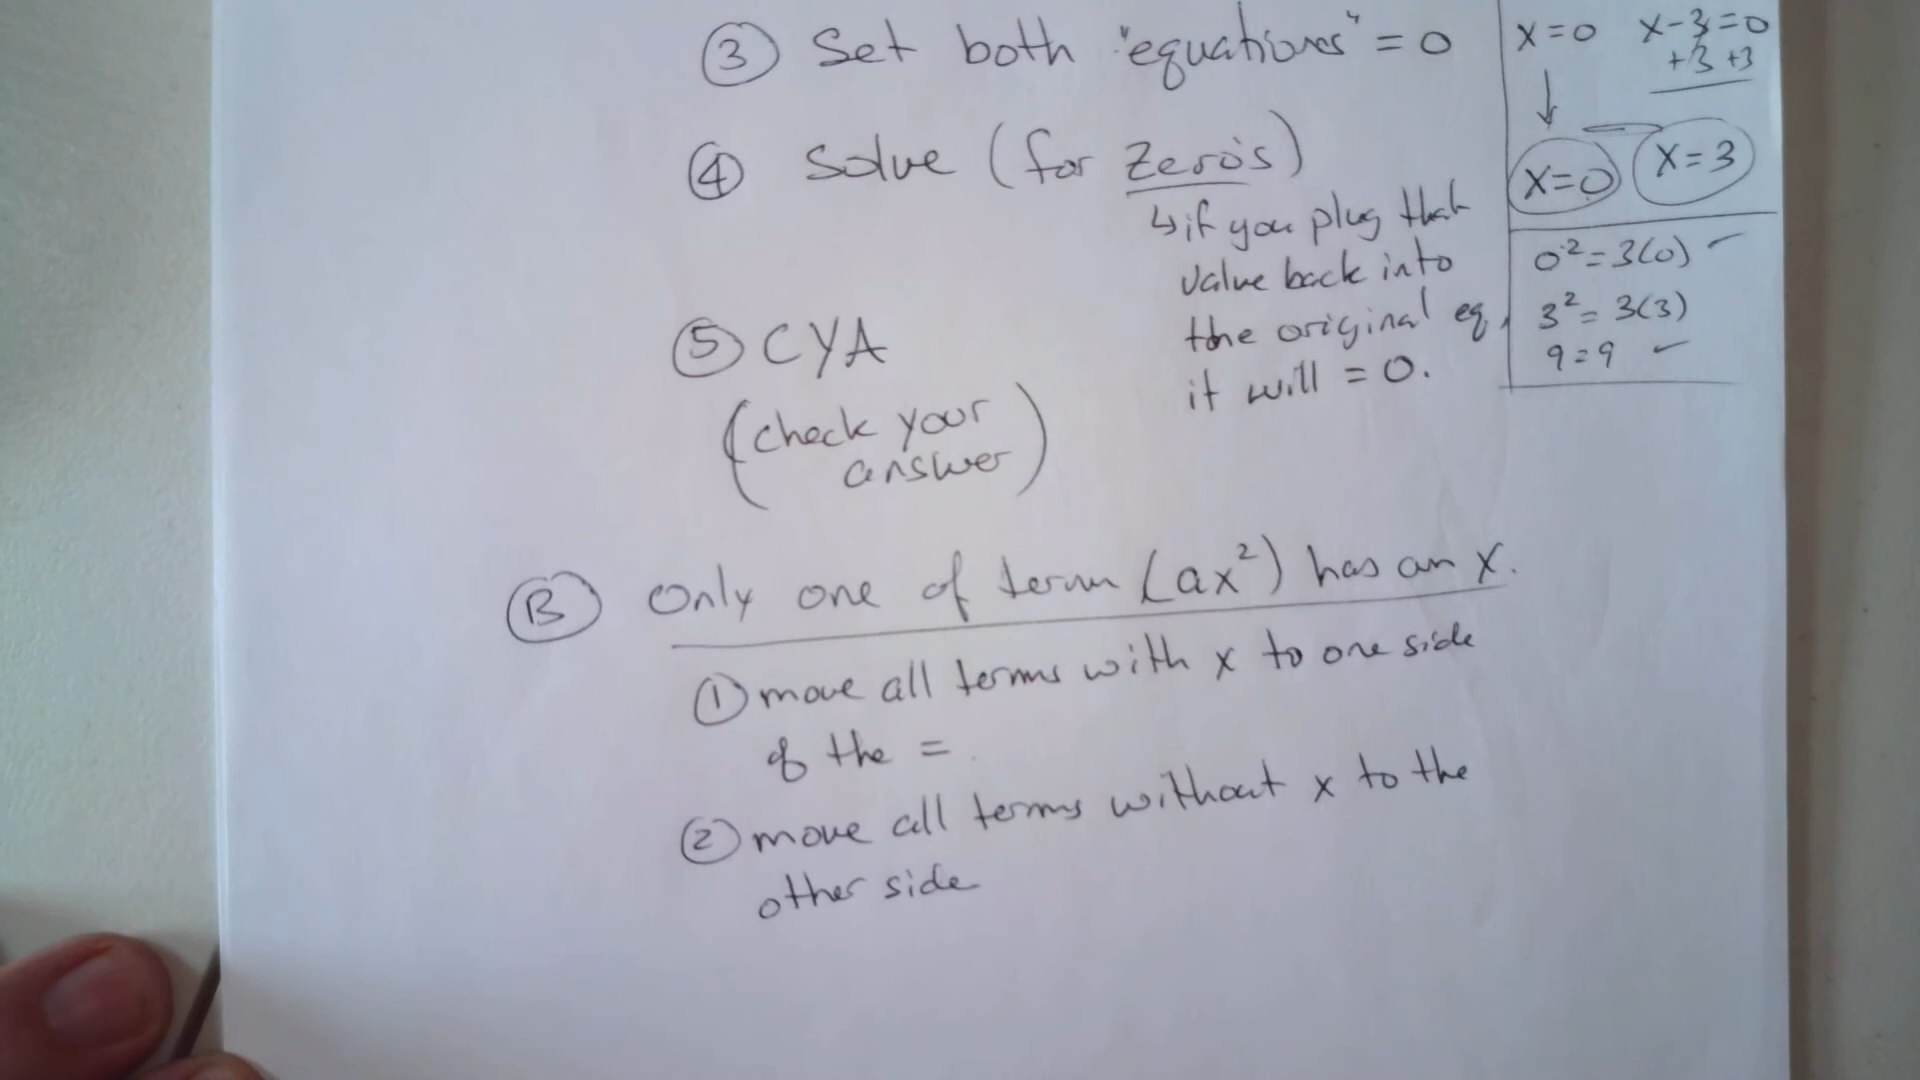 ③ Set both "equations" = 0
④ Solve (for Zero's)
↳ if you plug that
value back into
the original eq,
it will = 0.
⑤ CYA
(check your
answer)
x=0 x-3=0
+3 +3
↓
x=0 x=3
0²=3(0) ✓
3²=3(3)
9=9 ✓
Ⓑ Only one of term (ax²) has an x.
① move all terms with x to one side
of the =.
② move all terms without x to the
other side